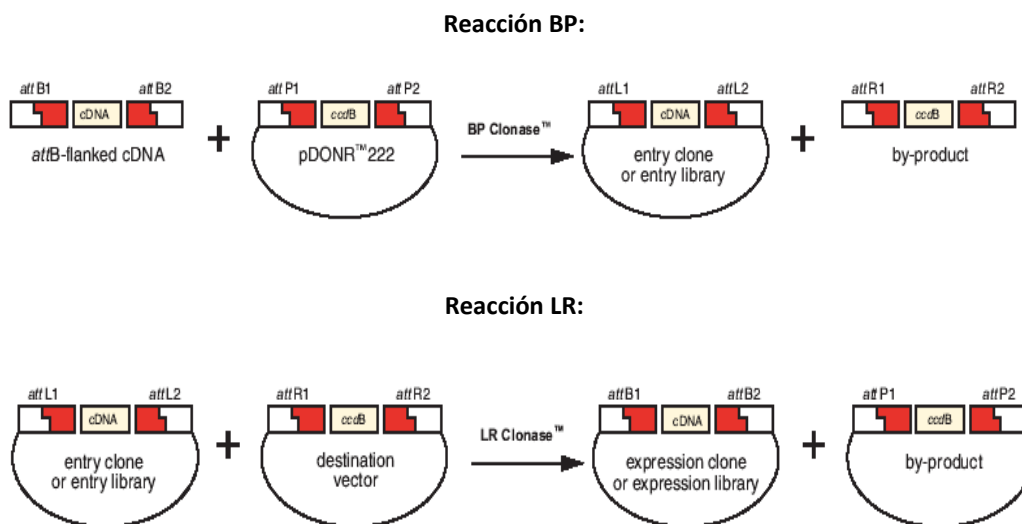 Reacción BP:
attB1 attB2 attP1 attP2 attL1 attL2 attR1 attR2
cDNA ccdB BP Clonase™ cDNA ccdB
attB-flanked cDNA + pDONR™222 entry clone + by-product
or entry library
Reacción LR:
attL1 attL2 attR1 attR2 attB1 attB2 attP1 attP2
cDNA ccdB LR Clonase™ cDNA ccdB
entry clone + destination expression clone + by-product
or entry library vector or expression library